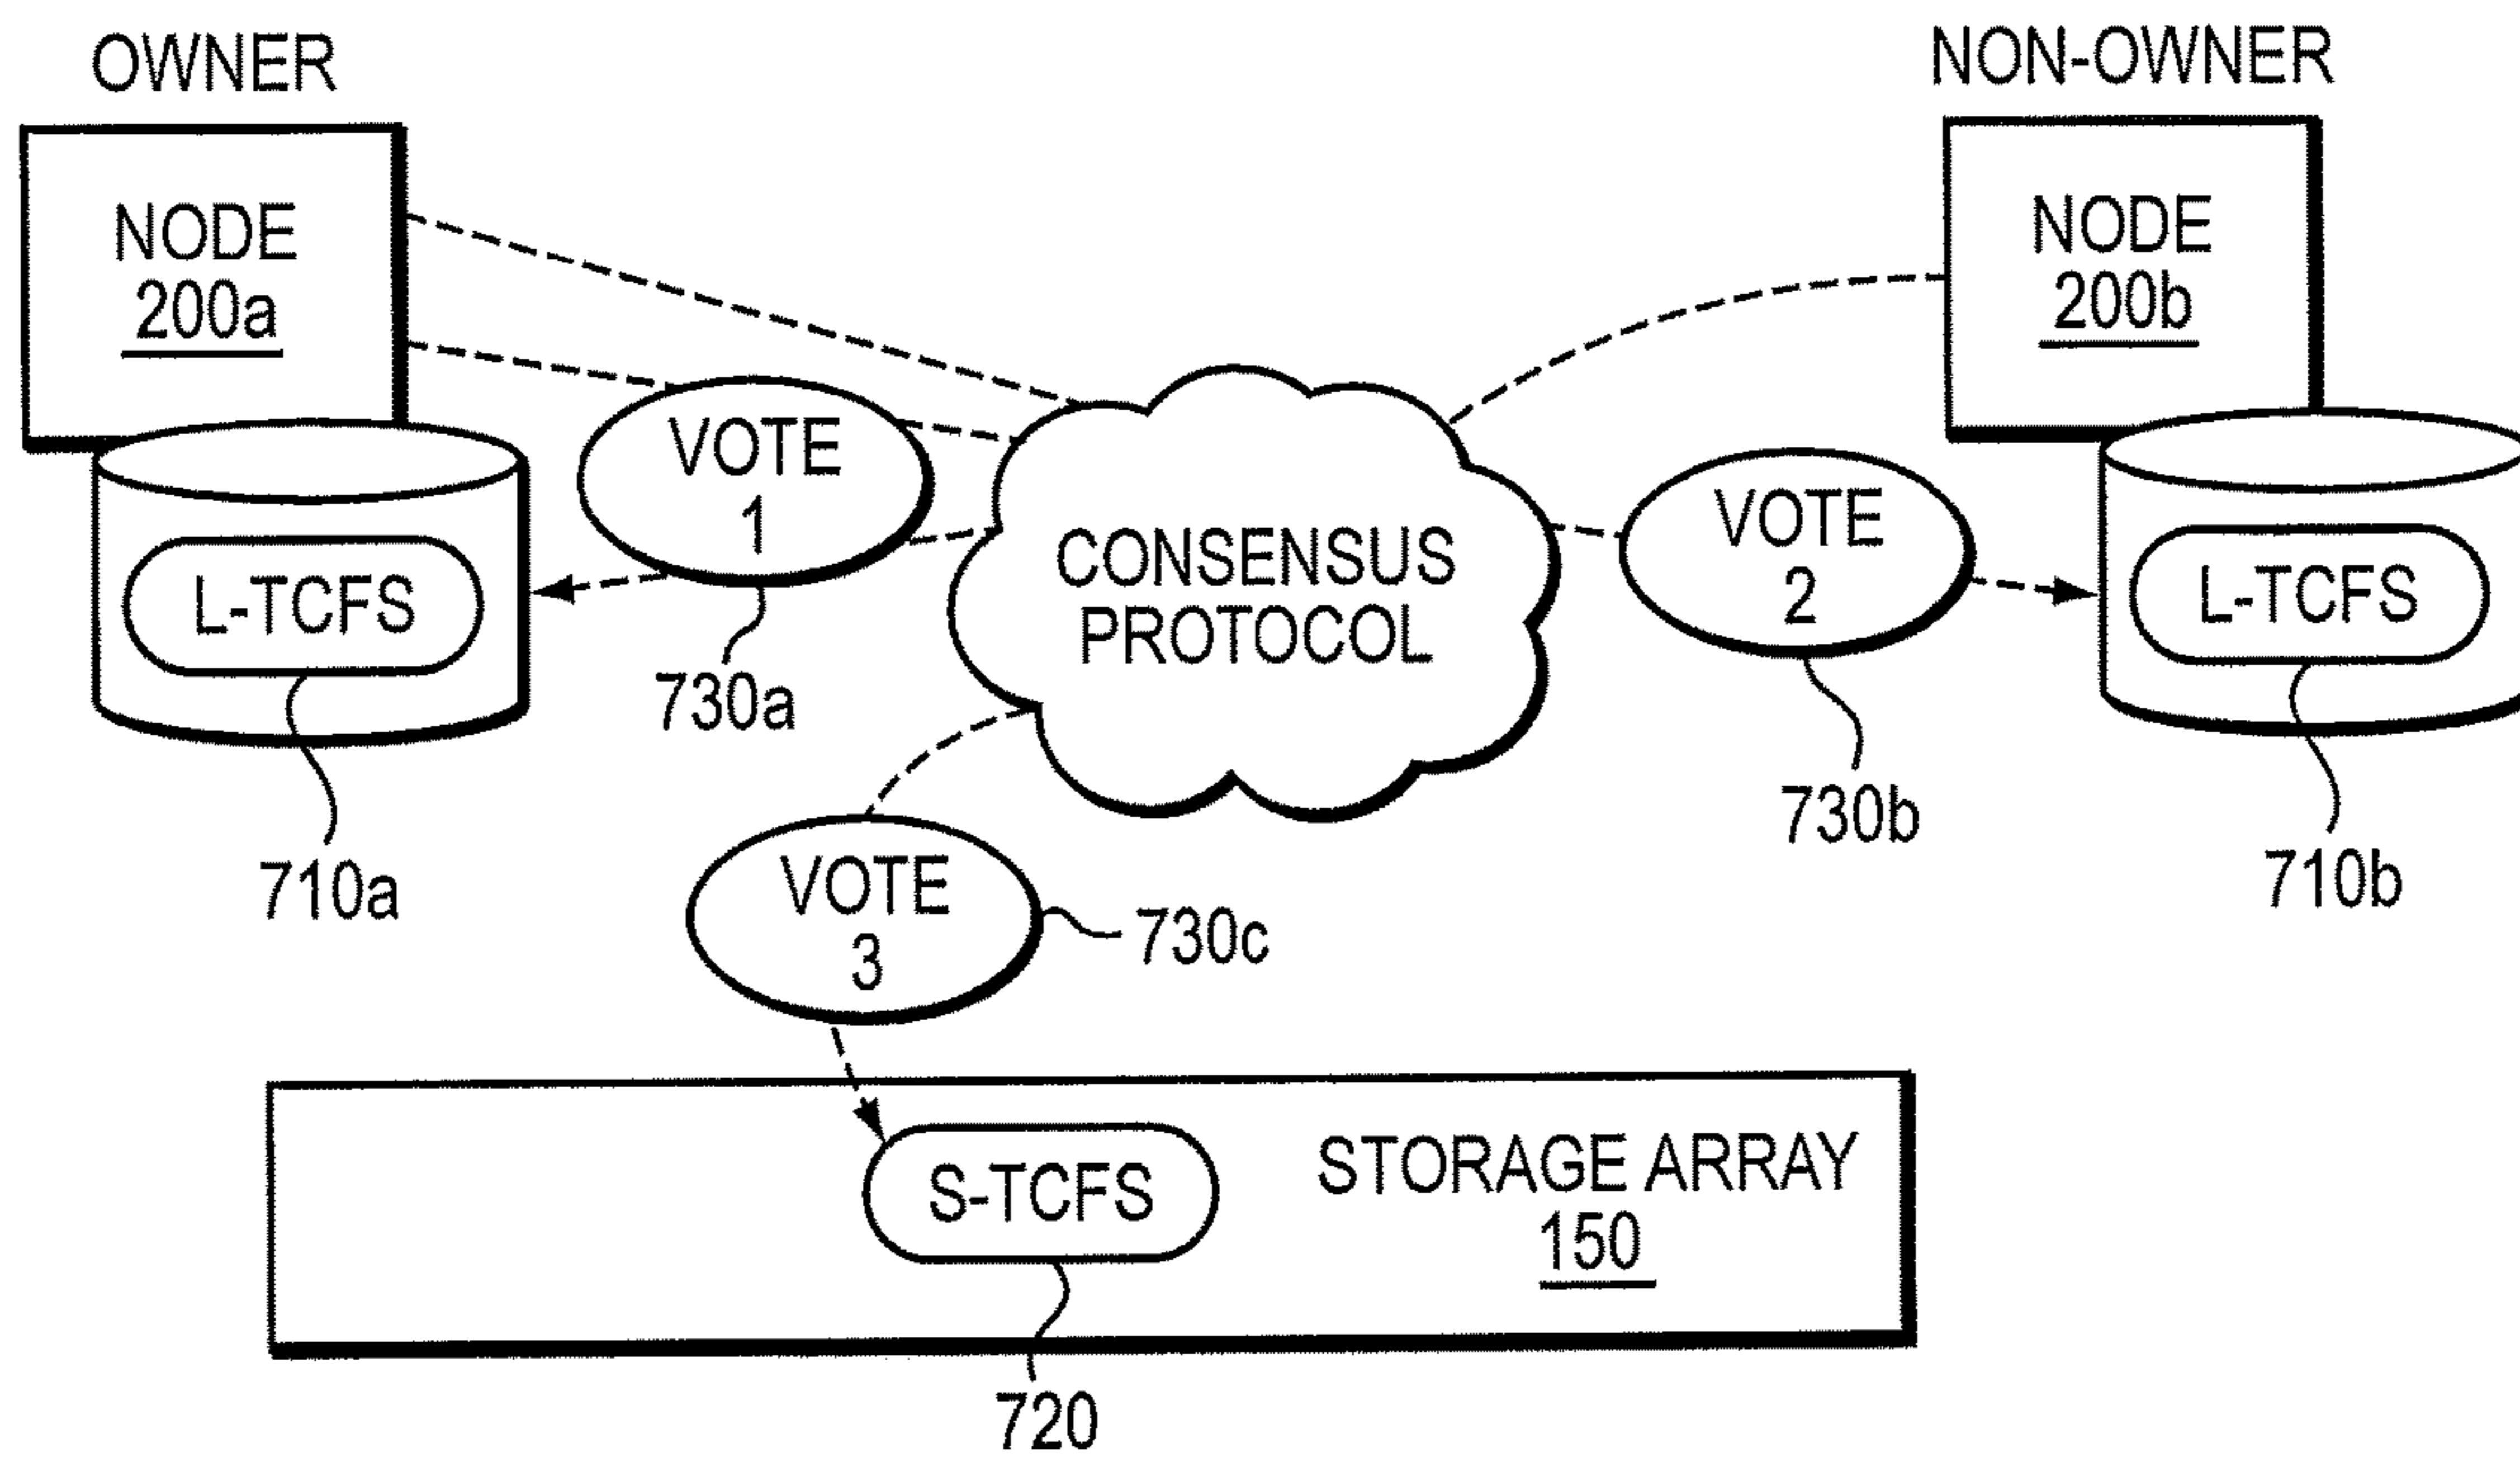 OWNER
NON-OWNER
NODE
200a
NODE
200b
VOTE
1
CONSENSUS
PROTOCOL
VOTE
2
L-TCFS
L-TCFS
730a
730b
710a
710b
VOTE
3
730c
S-TCFS
STORAGE ARRAY
150
720